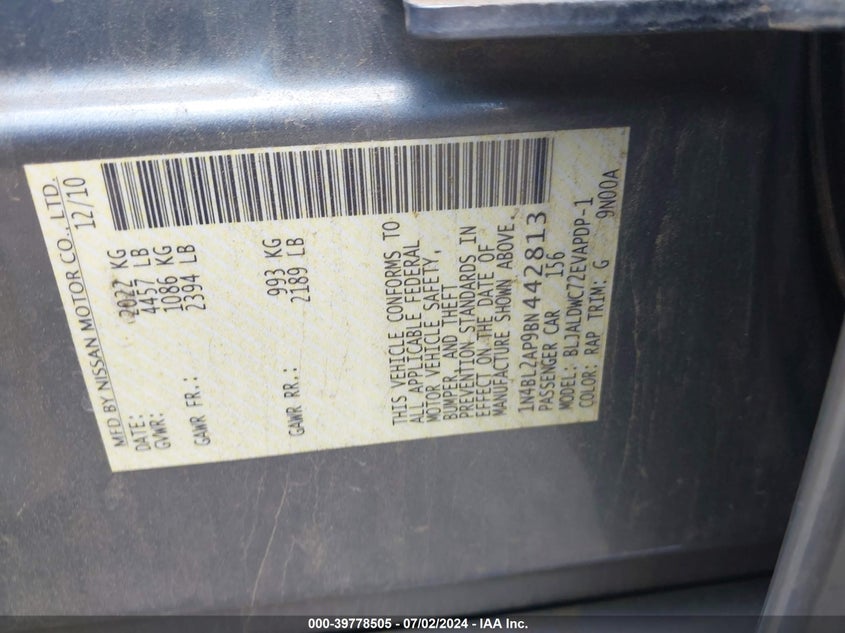 MFD BY NISSAN MOTOR CO., LTD.
DATE: 12/10
GVWR: 2022 KG
4457 LB
GAWR FR.: 1086 KG
2394 LB
GAWR RR.: 993 KG
2189 LB
THIS VEHICLE CONFORMS TO
ALL APPLICABLE FEDERAL
MOTOR VEHICLE SAFETY,
BUMPER, AND THEFT
PREVENTION STANDARDS IN
EFFECT ON THE DATE OF
MANUFACTURE SHOWN ABOVE.
1N4BL2AP9BN442813
PASSENGER CAR I56
MODEL: BLJALDWC7ZEVAPDP-1
COLOR: RAP TRIM: G 9N00A
000-39778505 — 07/02/2024 — IAA Inc.